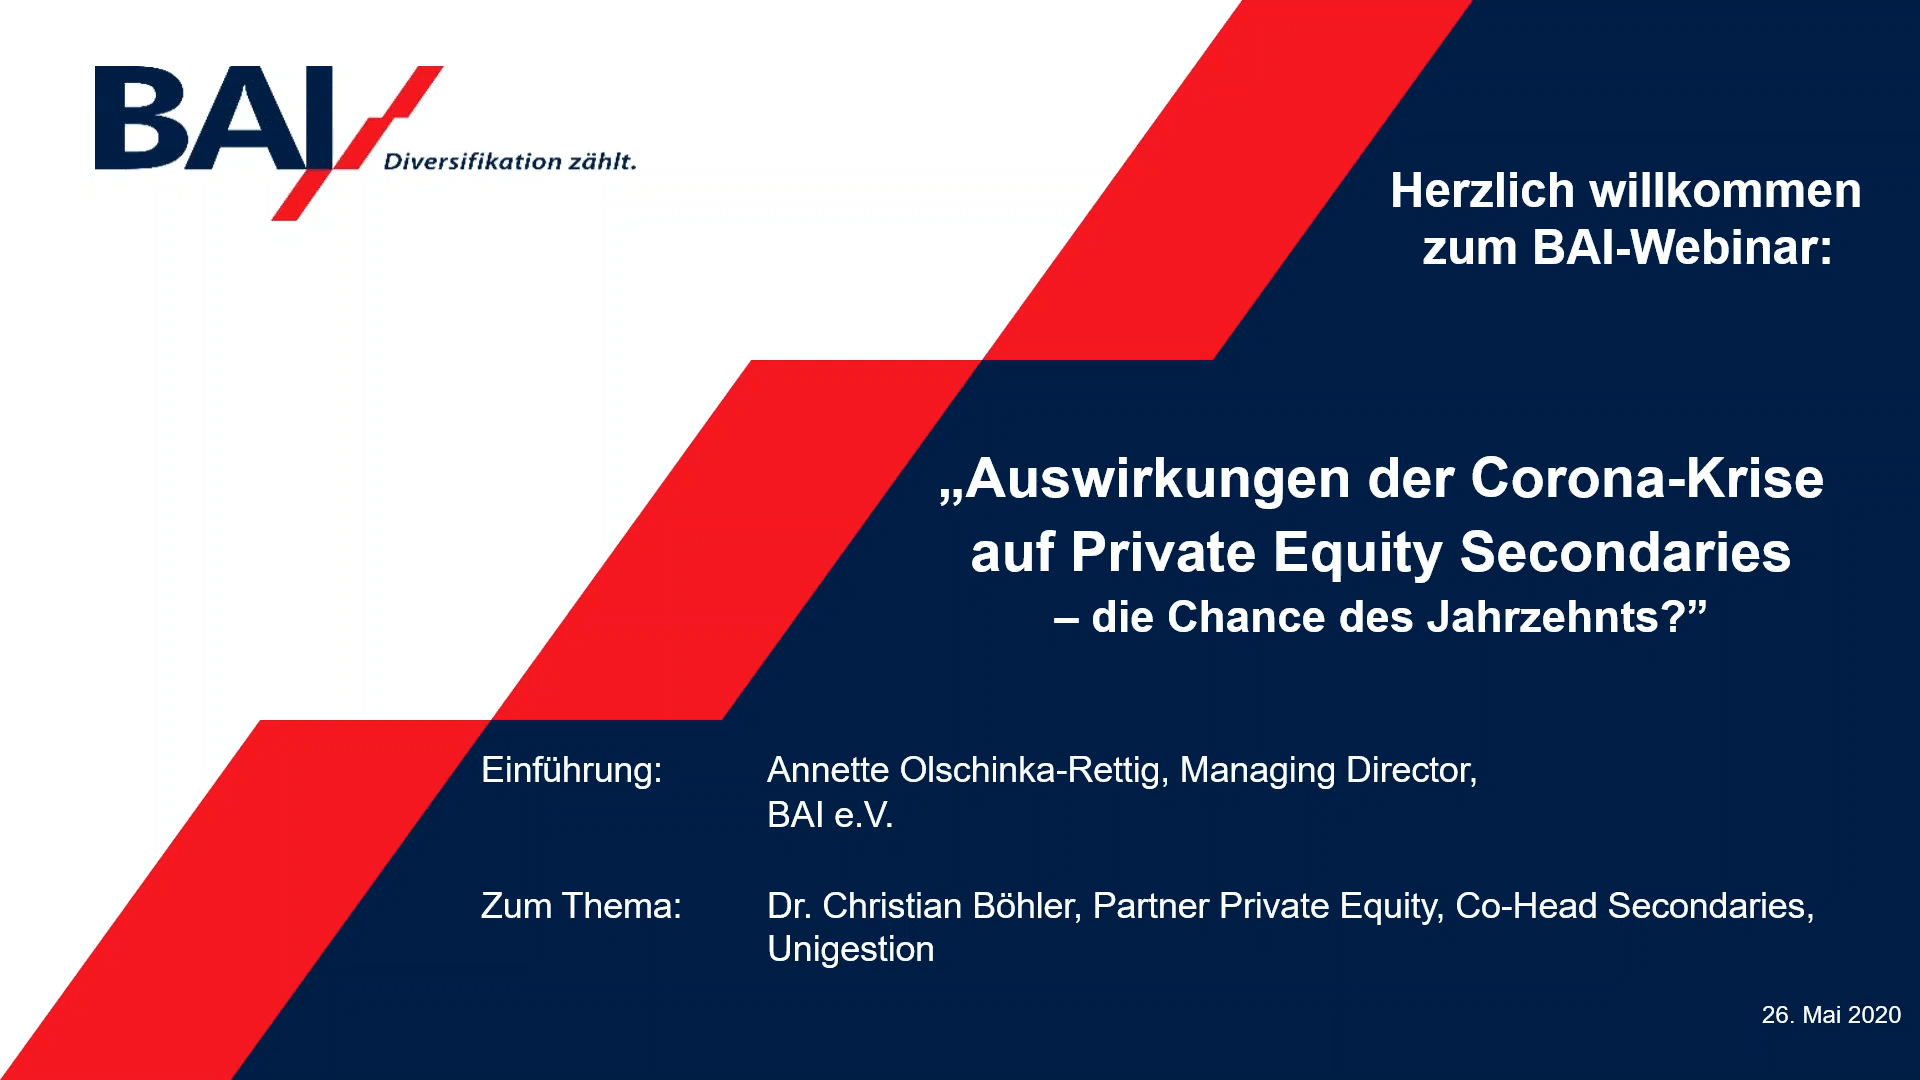 BAI
Diversifikation zählt.
Herzlich willkommen
zum BAI-Webinar:
„Auswirkungen der Corona-Krise
auf Private Equity Secondaries
– die Chance des Jahrzehnts?”
Einführung: Annette Olschinka-Rettig, Managing Director,
BAI e.V.
Zum Thema: Dr. Christian Böhler, Partner Private Equity, Co-Head Secondaries,
Unigestion
26. Mai 2020